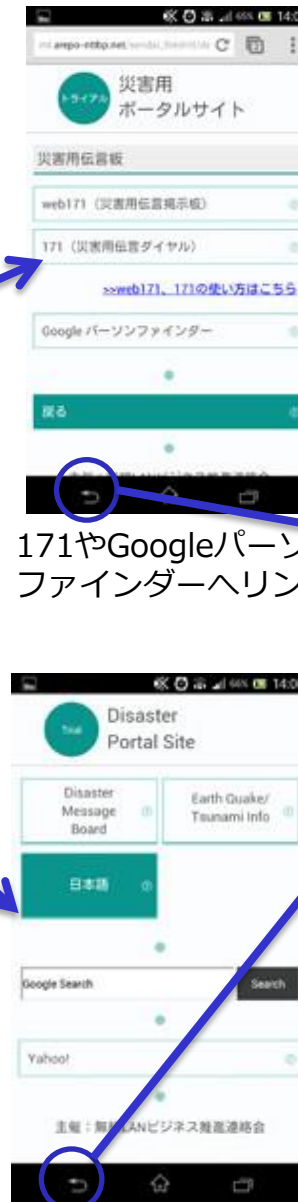 46% 14:0
トライアル
災害用
ポータルサイト
災害用伝言板
web171（災害用伝言掲示板）
171（災害用伝言ダイヤル）
>>web171、171の使い方はこちら
Google パーソンファインダー
戻る
171やGoogleパーソ
ファインダーへリン
46% 14:0
Trial
Disaster
Portal Site
Disaster
Message
Board
Earth Quake/
Tsunami Info
日本語
Google Search
Search
Yahoo!
主催：無線LANビジネス推進連絡会